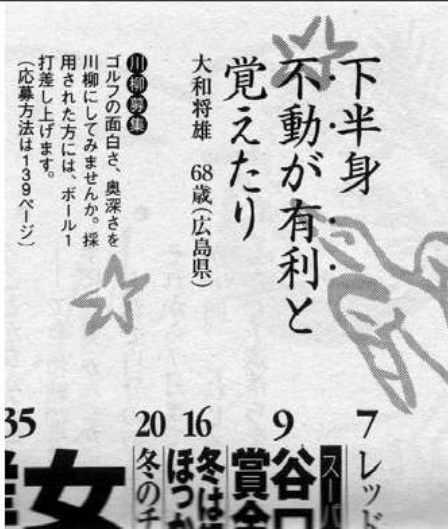 下半身
不動が有利と
覚えたり
大和将雄 68歳(広島県)
川柳募集
ゴルフの面白さ、奥深さを
川柳にしてみませんか。採
用された方には、ボール1
打差し上げます。
(応募方法は139ページ)
7
レッド
スーパ
9
谷口
賞金
16
冬は
ほっか
20
冬のチ
35
女